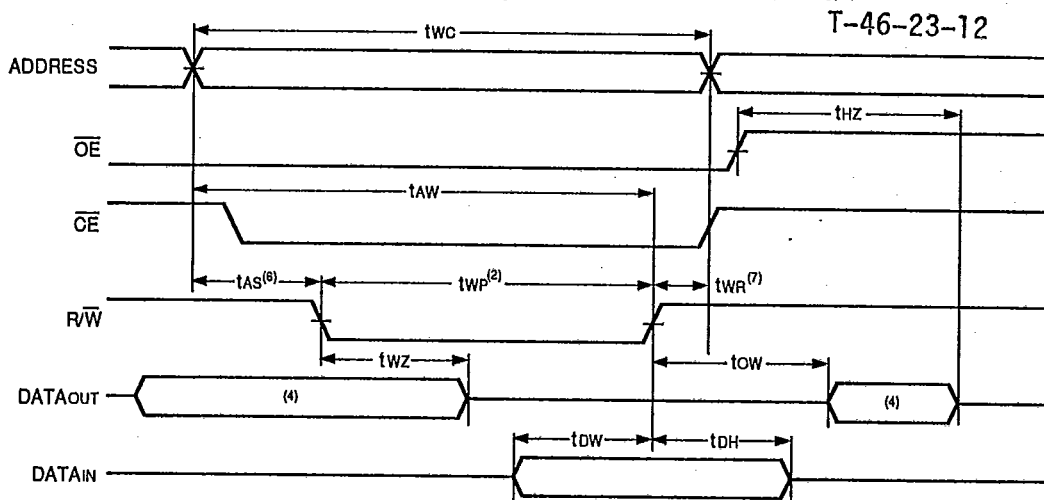 T-46-23-12
tWC
ADDRESS
tHZ
OE
tAW
CE
tAS(6) tWP(2) tWR(7)
R/W
tWZ tOW
DATAOUT (4) (4)
tDW tDH
DATAIN